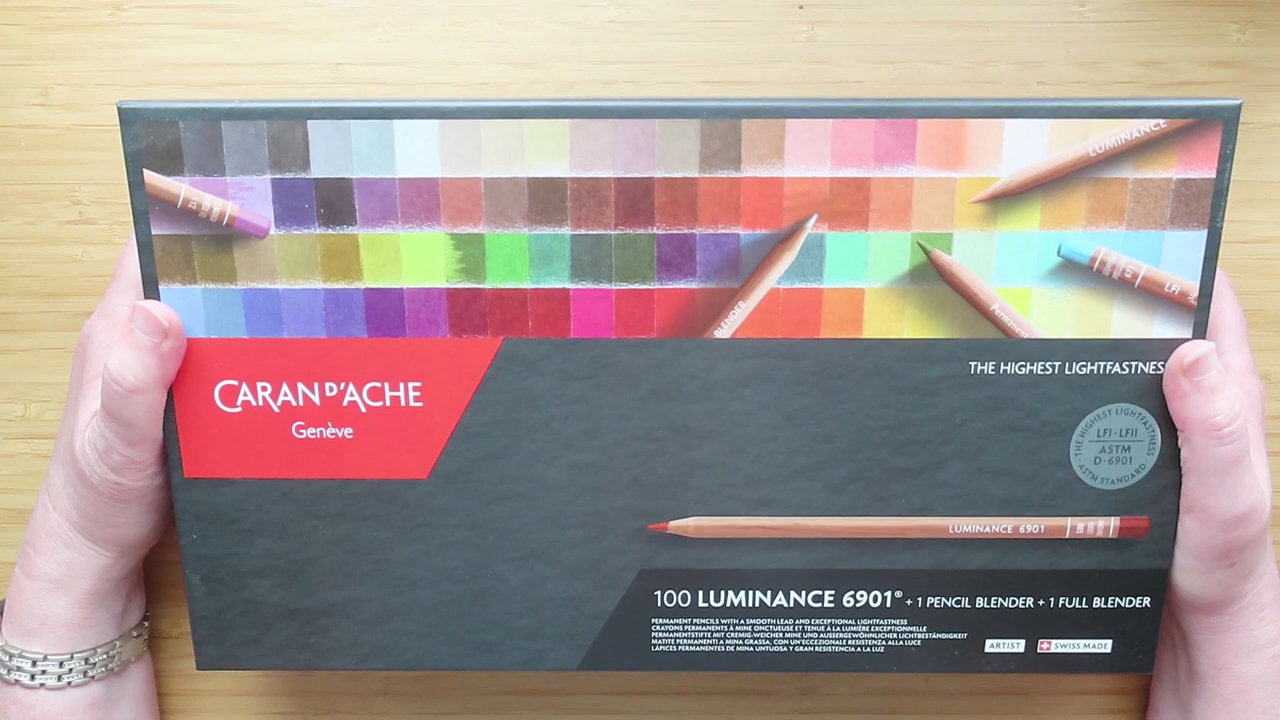 LUMINANCE
BLENDER
Permanent
LFI
CARAN D'ACHE
Genève
THE HIGHEST LIGHTFASTNES
THE HIGHEST LIGHTFASTNESS
LFI - LFII
ASTM
D-6901
ASTM STANDARD
LUMINANCE 6901
100 LUMINANCE 6901® + 1 PENCIL BLENDER + 1 FULL BLENDER
PERMANENT PENCILS WITH A SMOOTH LEAD AND EXCEPTIONAL LIGHTFASTNESS
CRAYONS PERMANENTS À MINE ONCTUEUSE ET TENUE À LA LUMIÈRE EXCEPTIONNELLE
PERMANENTSTIFTE MIT CREMIG-WEICHER MINE UND AUSSERGEWÖHNLICHER LICHTBESTÄNDIGKEIT
MATITE PERMANENTI A MINA GRASSA, CON UN'ECCEZIONALE RESISTENZA ALLA LUCE
LÁPICES PERMANENTES DE MINA UNTUOSA Y GRAN RESISTENCIA A LA LUZ
ARTIST
SWISS MADE